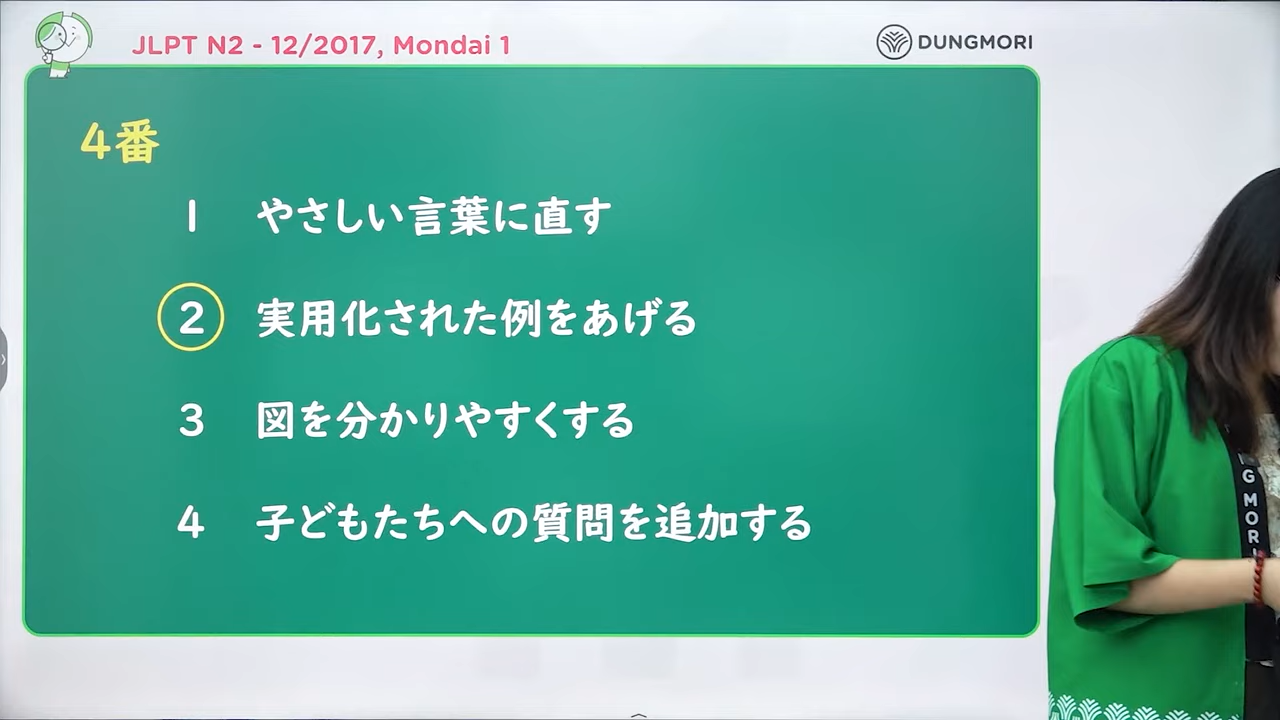 JLPT N2 - 12/2017, Mondai 1
DUNGMORI
4番
1 やさしい言葉に直す
2 実用化された例をあげる
3 図を分かりやすくする
4 子どもたちへの質問を追加する
G MORI